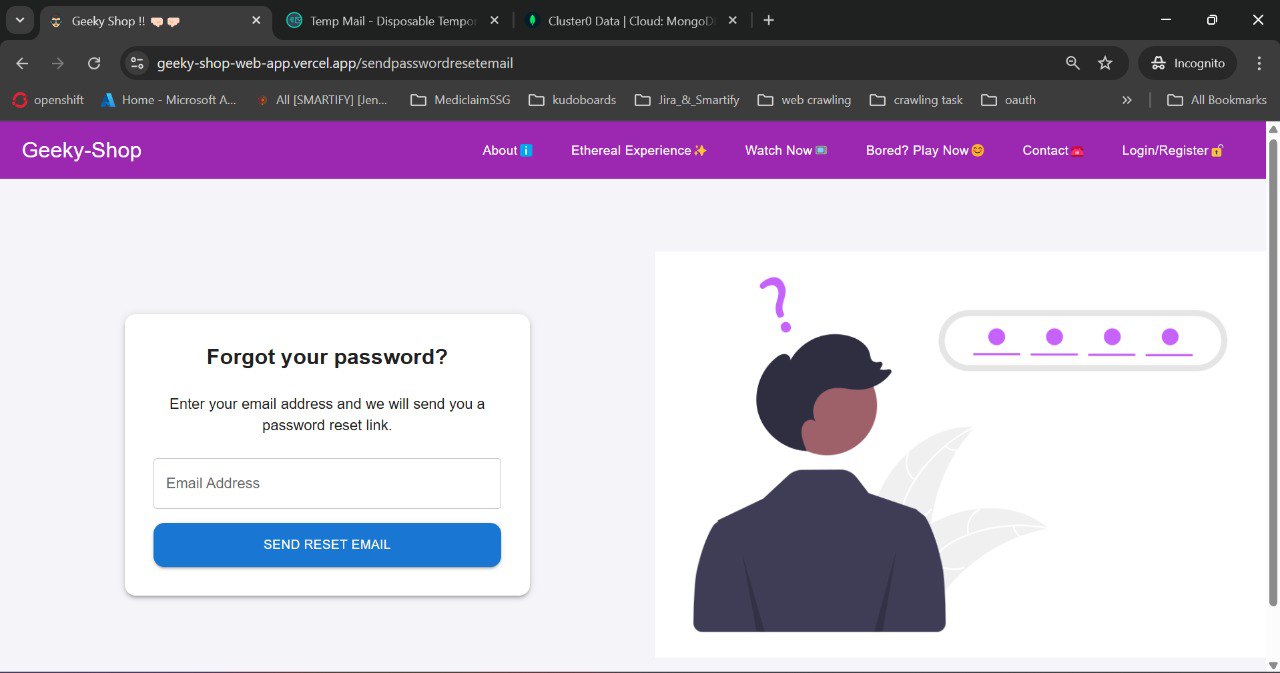 Geeky Shop !! 👊🏻👊🏻
Temp Mail - Disposable Tempor
Cluster0 Data | Cloud: MongoD
geeky-shop-web-app.vercel.app/sendpasswordresetemail
Incognito
openshift
Home - Microsoft A...
All [SMARTIFY] [Jen...
MediclaimSSG
kudoboards
Jira_&_Smartify
web crawling
crawling task
oauth
All Bookmarks
Geeky-Shop
About ℹ️
Ethereal Experience✨
Watch Now
Bored? Play Now😊
Contact☎️
Login/Register🔓
Forgot your password?
Enter your email address and we will send you a
password reset link.
Email Address
SEND RESET EMAIL
?